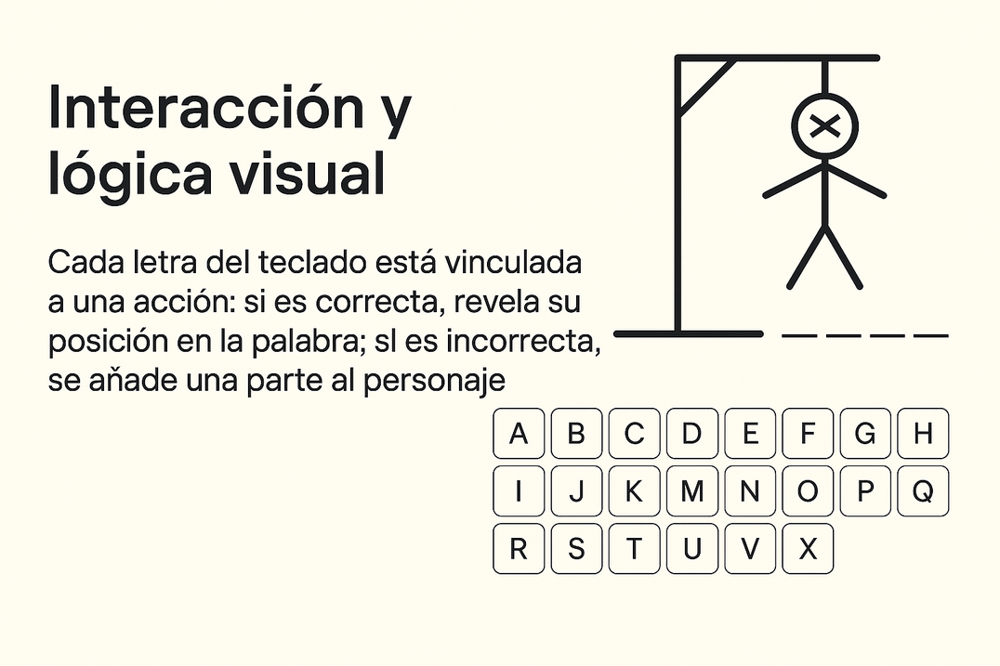 Interacción y
lógica visual
Cada letra del teclado está vinculada
a una acción: si es correcta, revela su
posición en la palabra; sl es incorrecta,
se aňade una parte al personaje
A B C D E F G H
I J K M N O P Q
R S T U V X